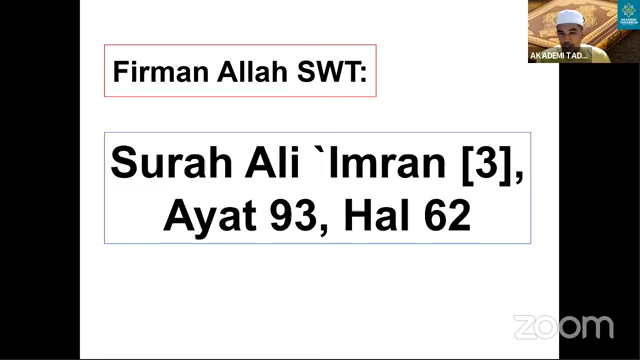 Firman Allah SWT:
Surah Ali `Imran [3],
Ayat 93, Hal 62
AKADEMI TAD...
zoom